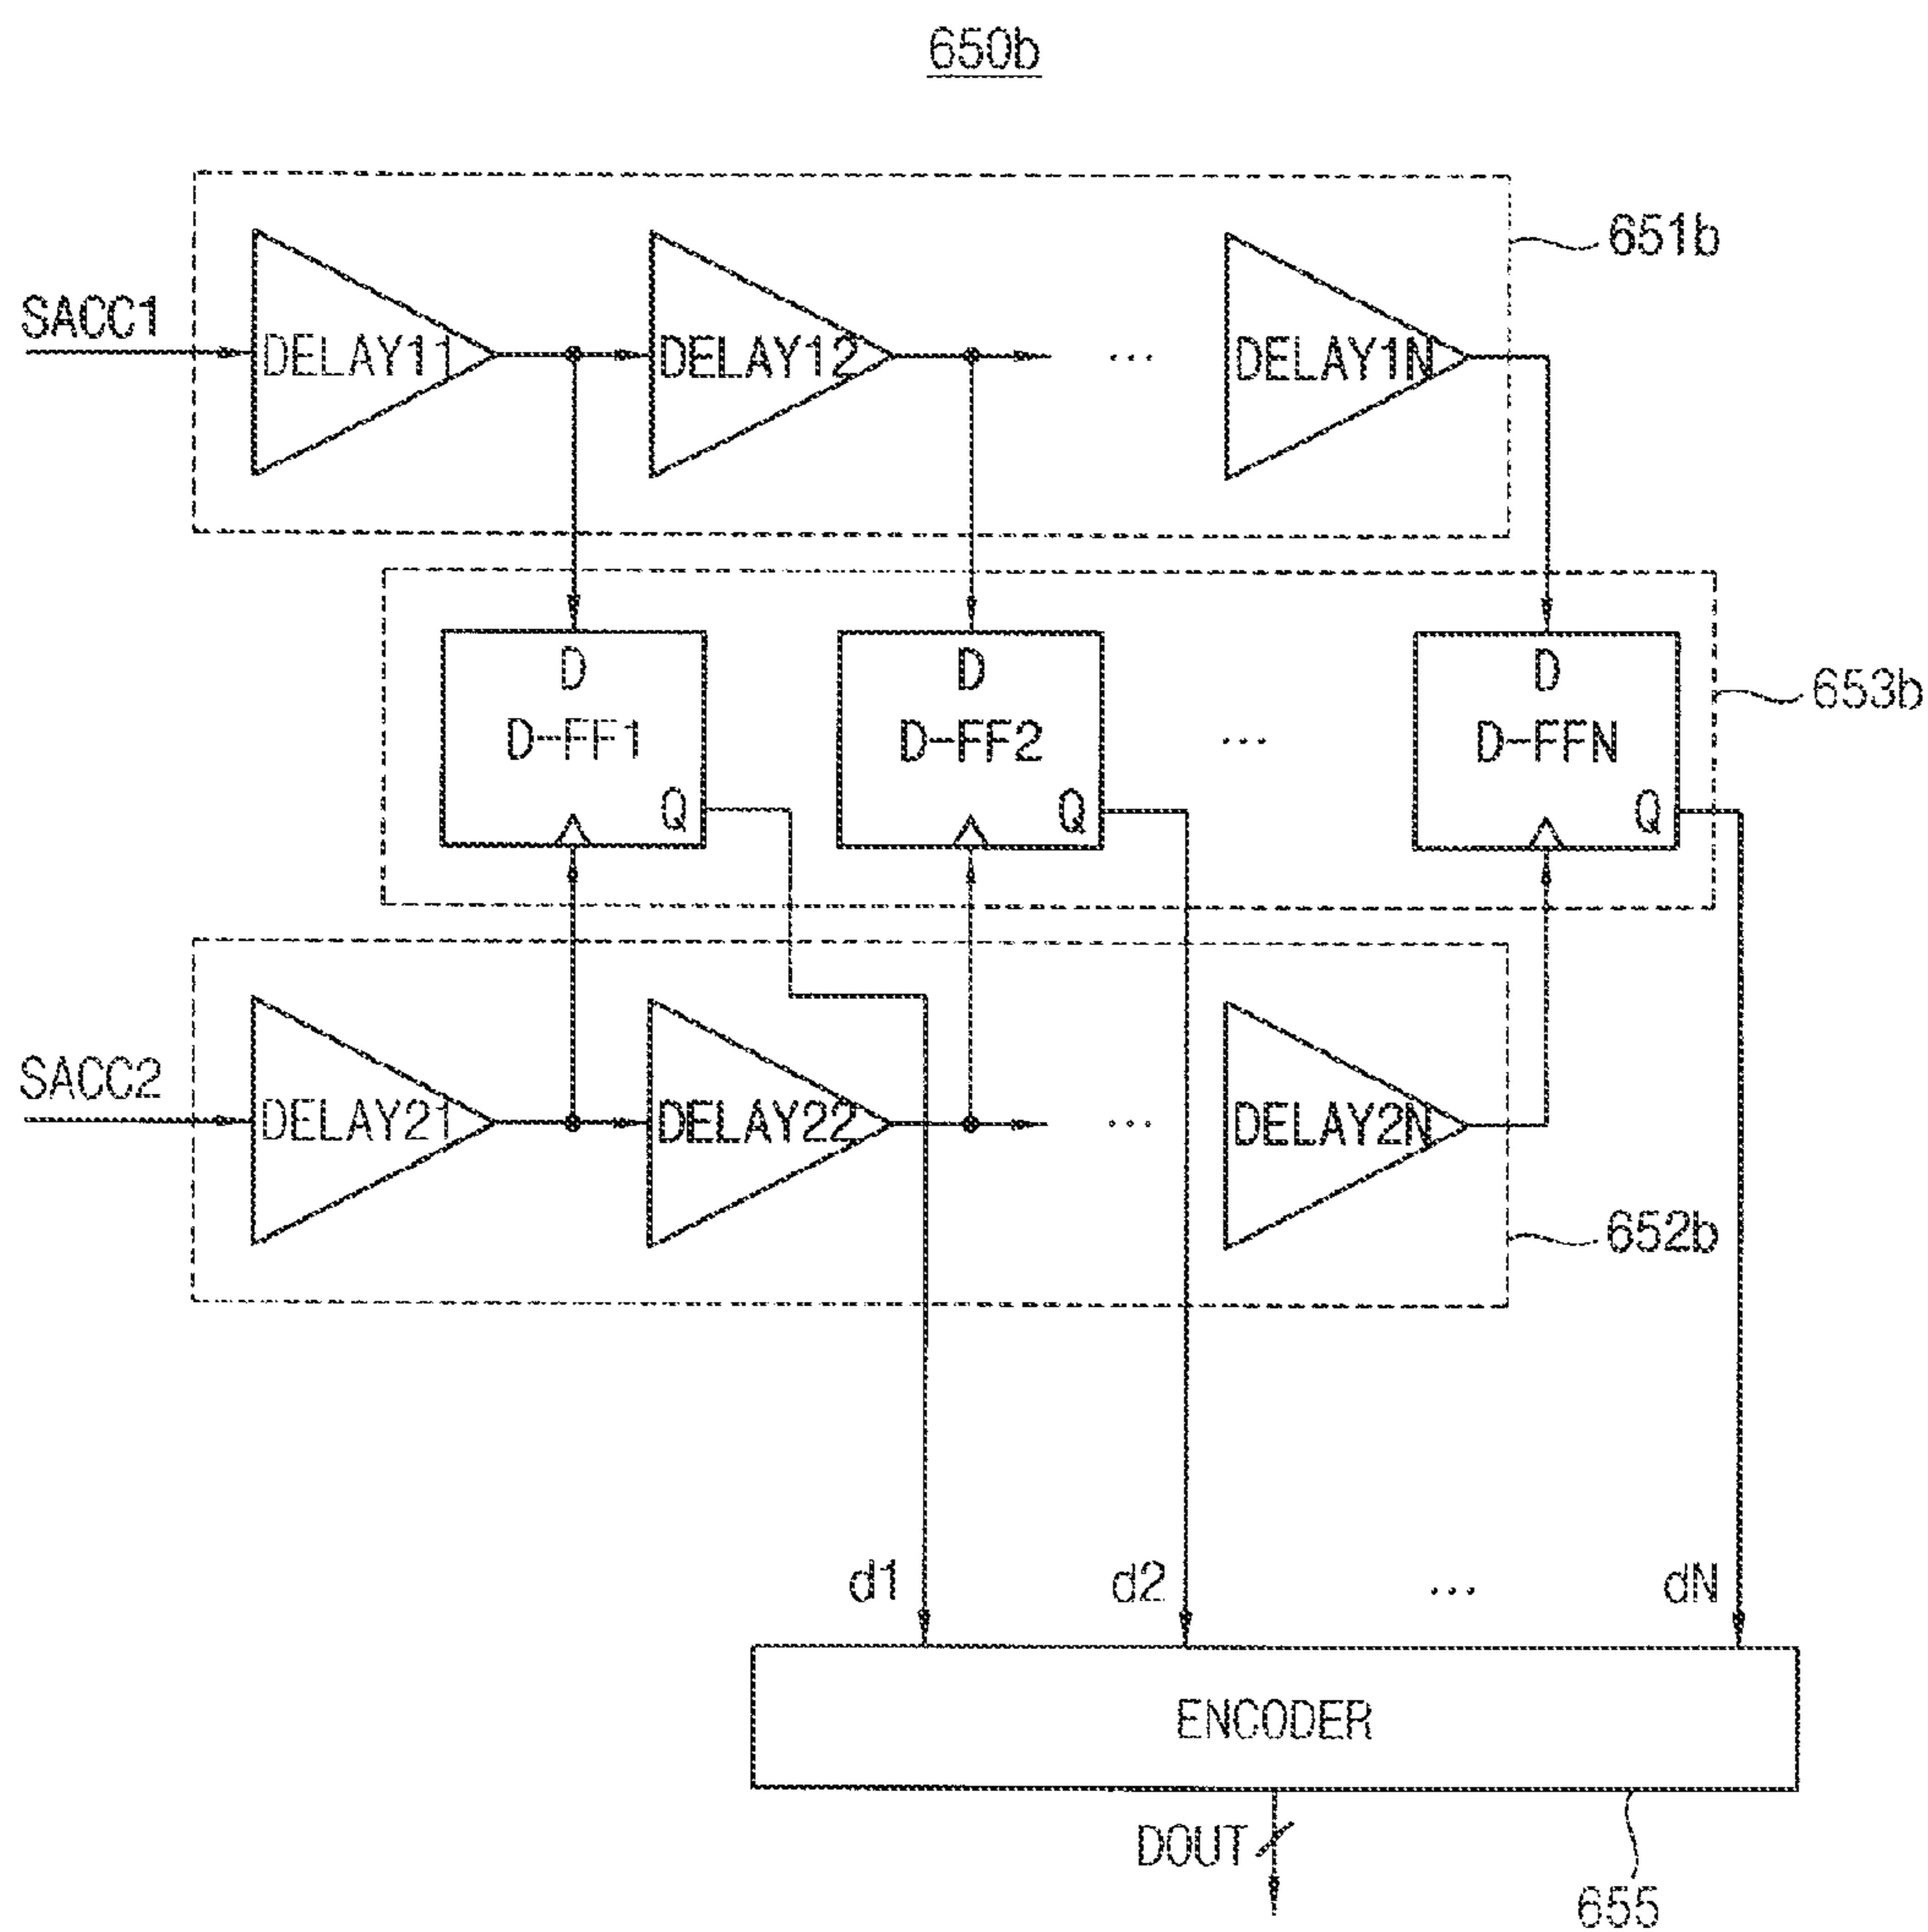 650b
651b
SACC1
DELAY11
DELAY12
...
DELAY1N
D
D-FF1
Q
D
D-FF2
Q
...
D
D-FFN
Q
653b
SACC2
DELAY21
DELAY22
...
DELAY2N
652b
d1
d2
...
dN
ENCODER
DOUT
655